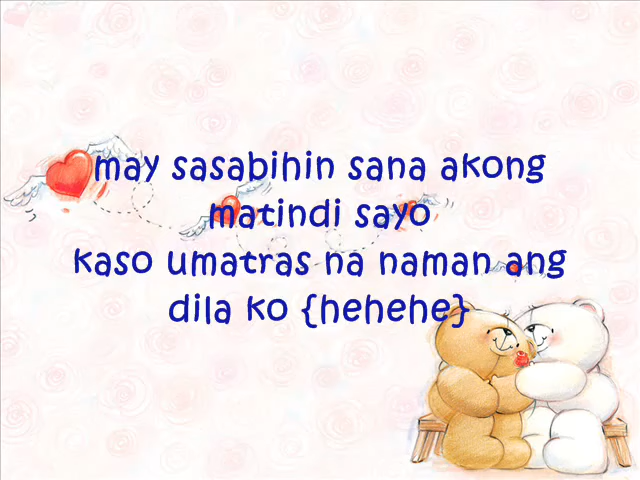 may sasabihin sana akong
matindi sayo
kaso umatras na naman ang
dila ko {hehehe}